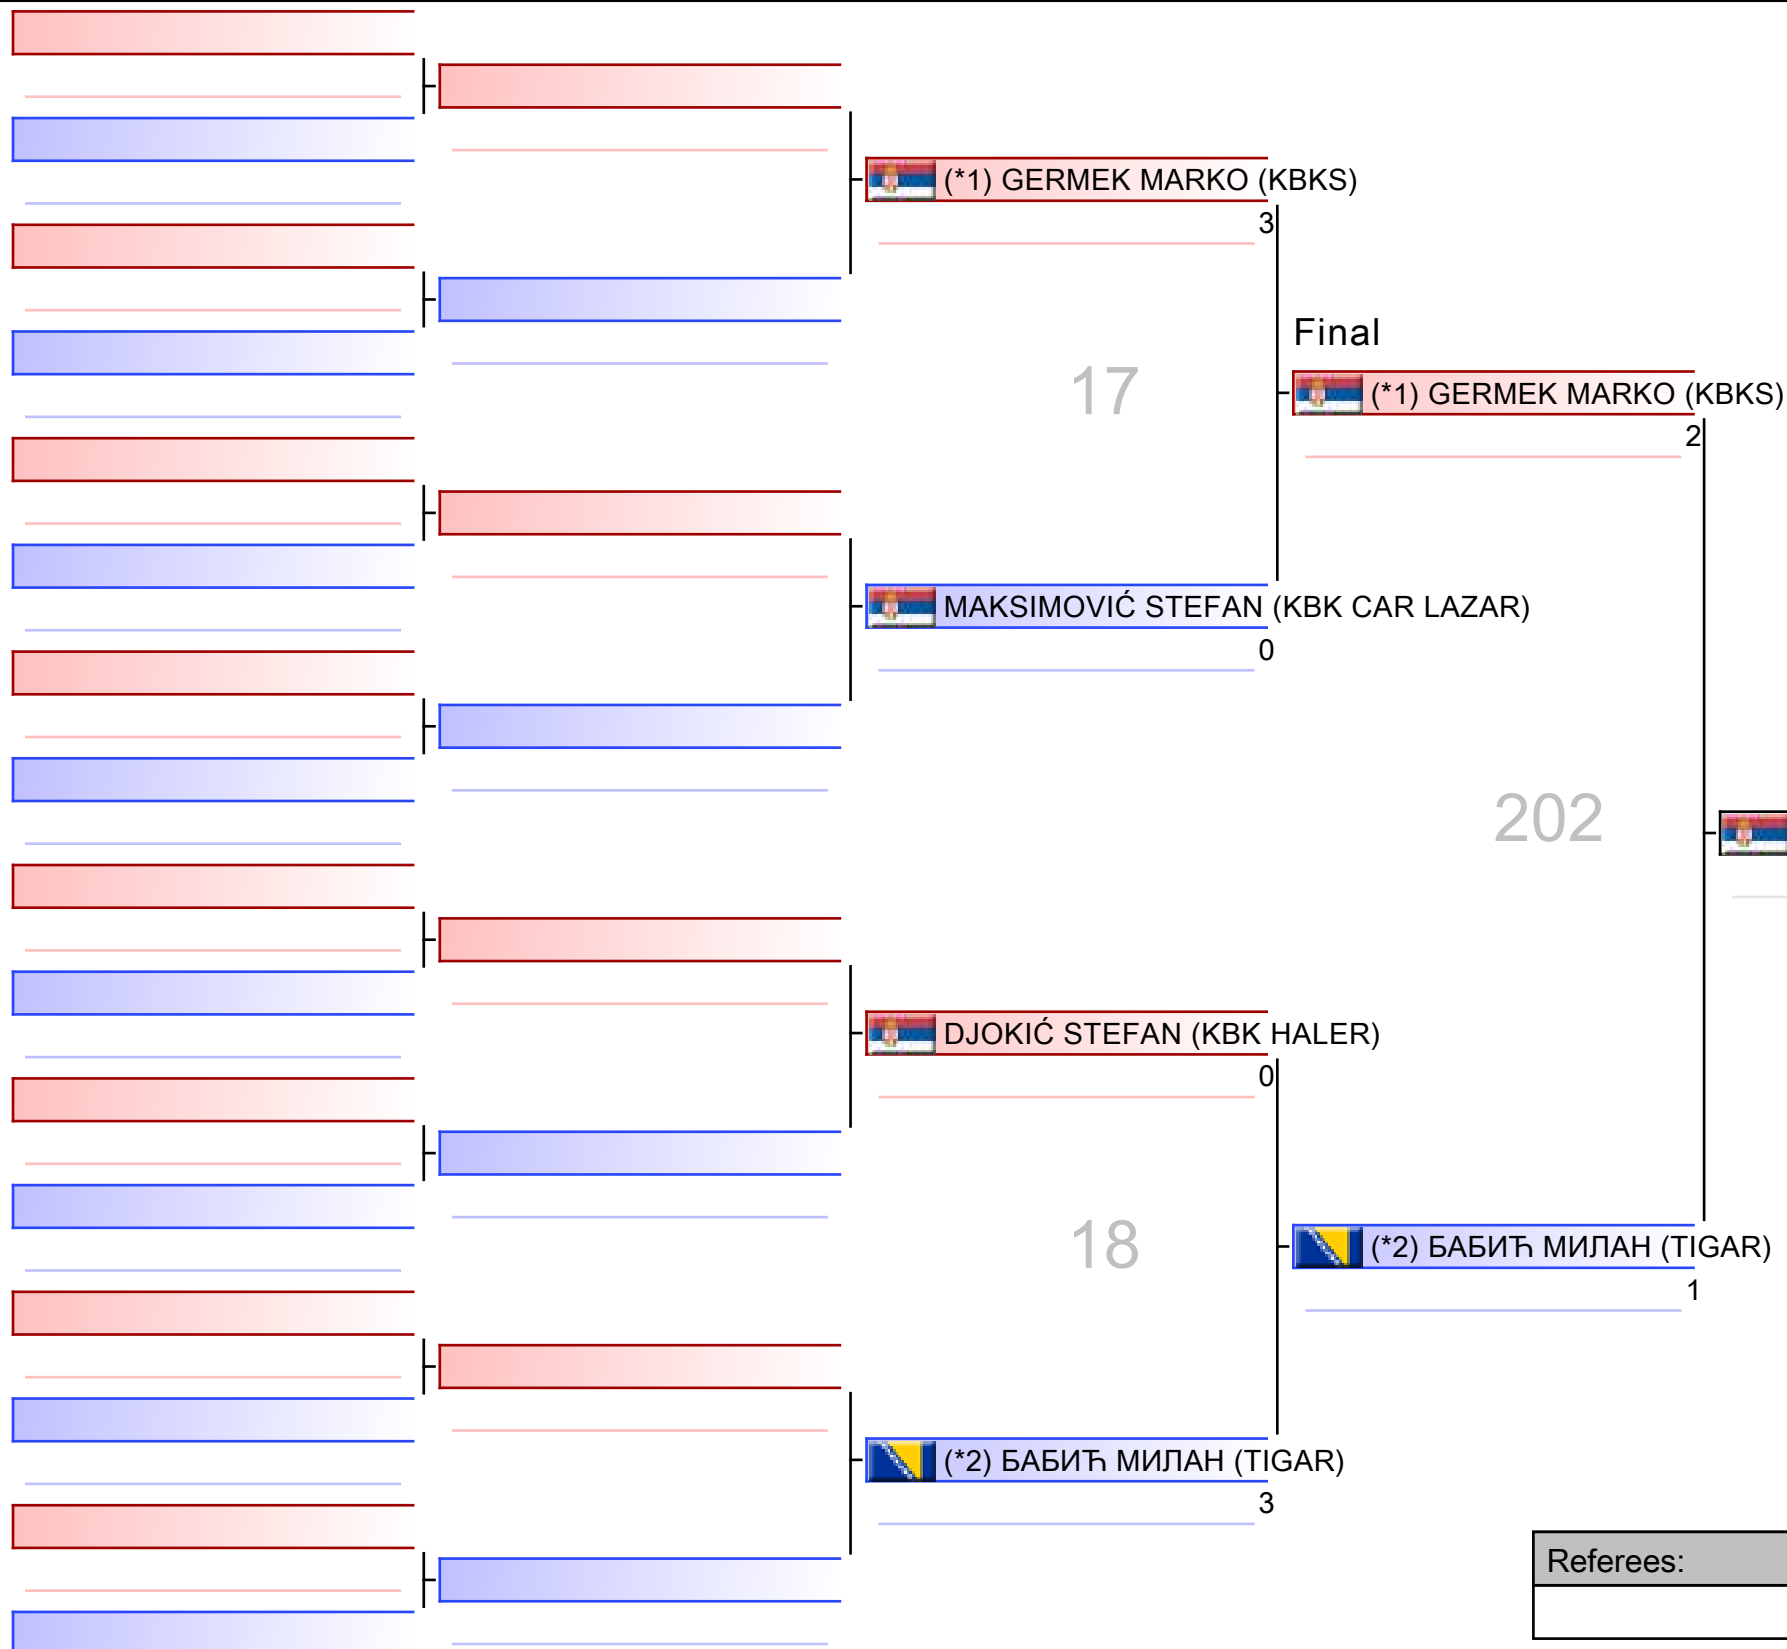 (*1) GERMEK MARKO (KBKS)
3
Final
17
(*1) GERMEK MARKO (KBKS)
2
MAKSIMOVIĆ STEFAN (KBK CAR LAZAR)
0
202
DJOKIĆ STEFAN (KBK HALER)
0
18
(*2) БАБИЋ МИЛАН (TIGAR)
1
(*2) БАБИЋ МИЛАН (TIGAR)
3
Referees: